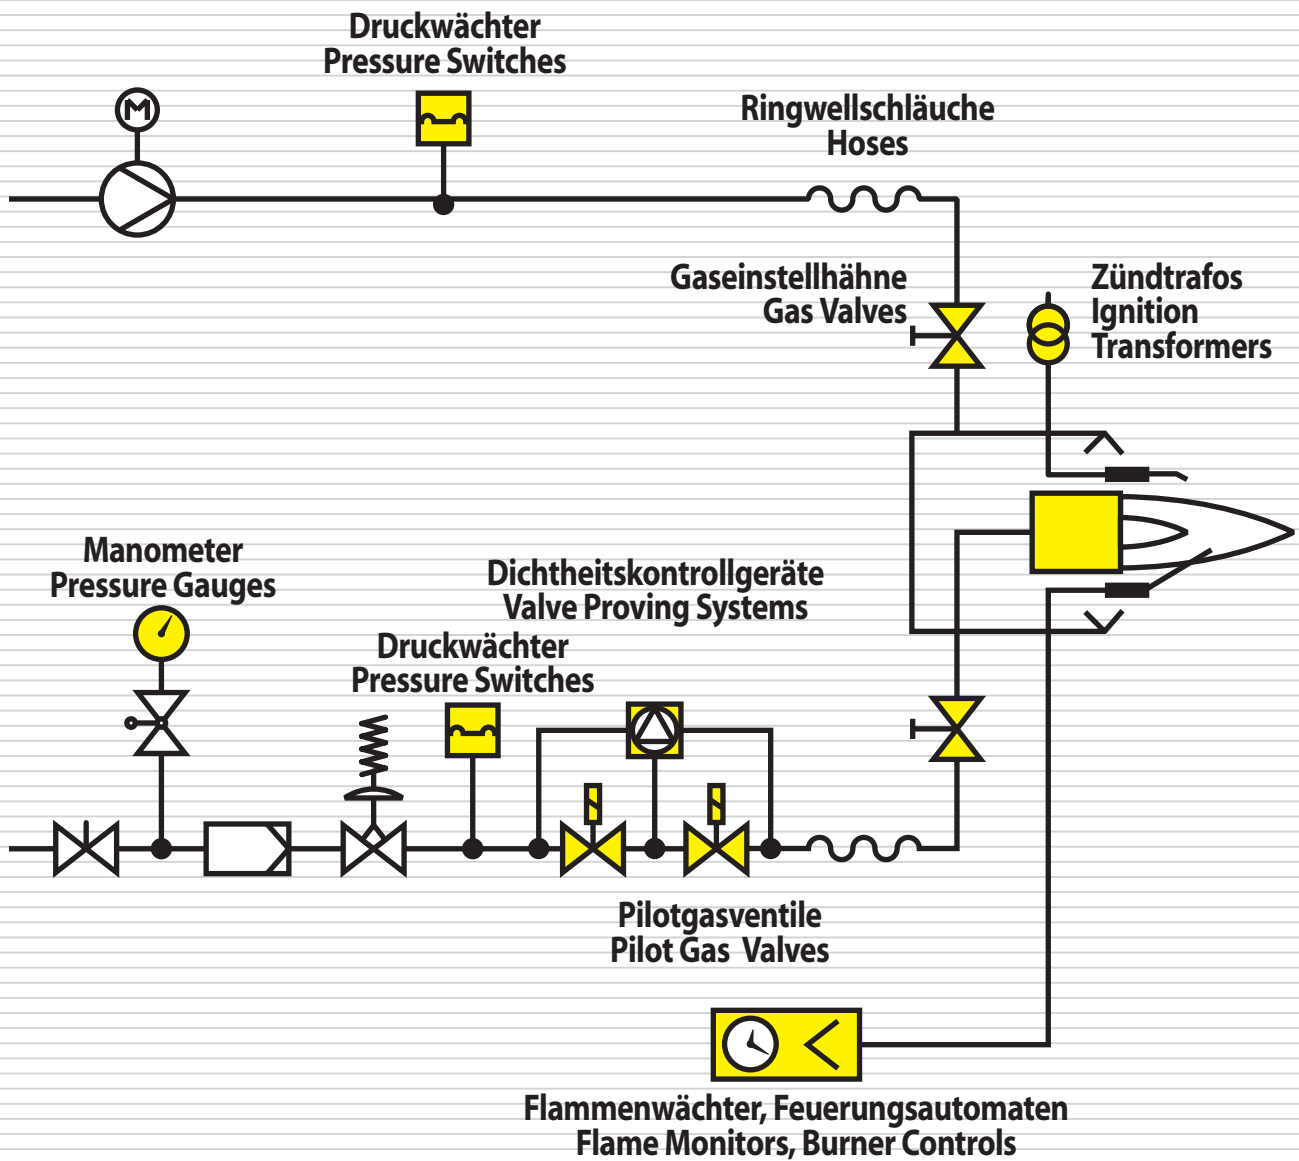 Druckwächter
Pressure Switches
M
Ringwellschläuche
Hoses
Gaseinstellhähne
Gas Valves
Zündtrafos
Ignition
Transformers
Manometer
Pressure Gauges
Dichtheitskontrollgeräte
Valve Proving Systems
Druckwächter
Pressure Switches
Pilotgasventile
Pilot Gas Valves
Flammenwächter, Feuerungsautomaten
Flame Monitors, Burner Controls